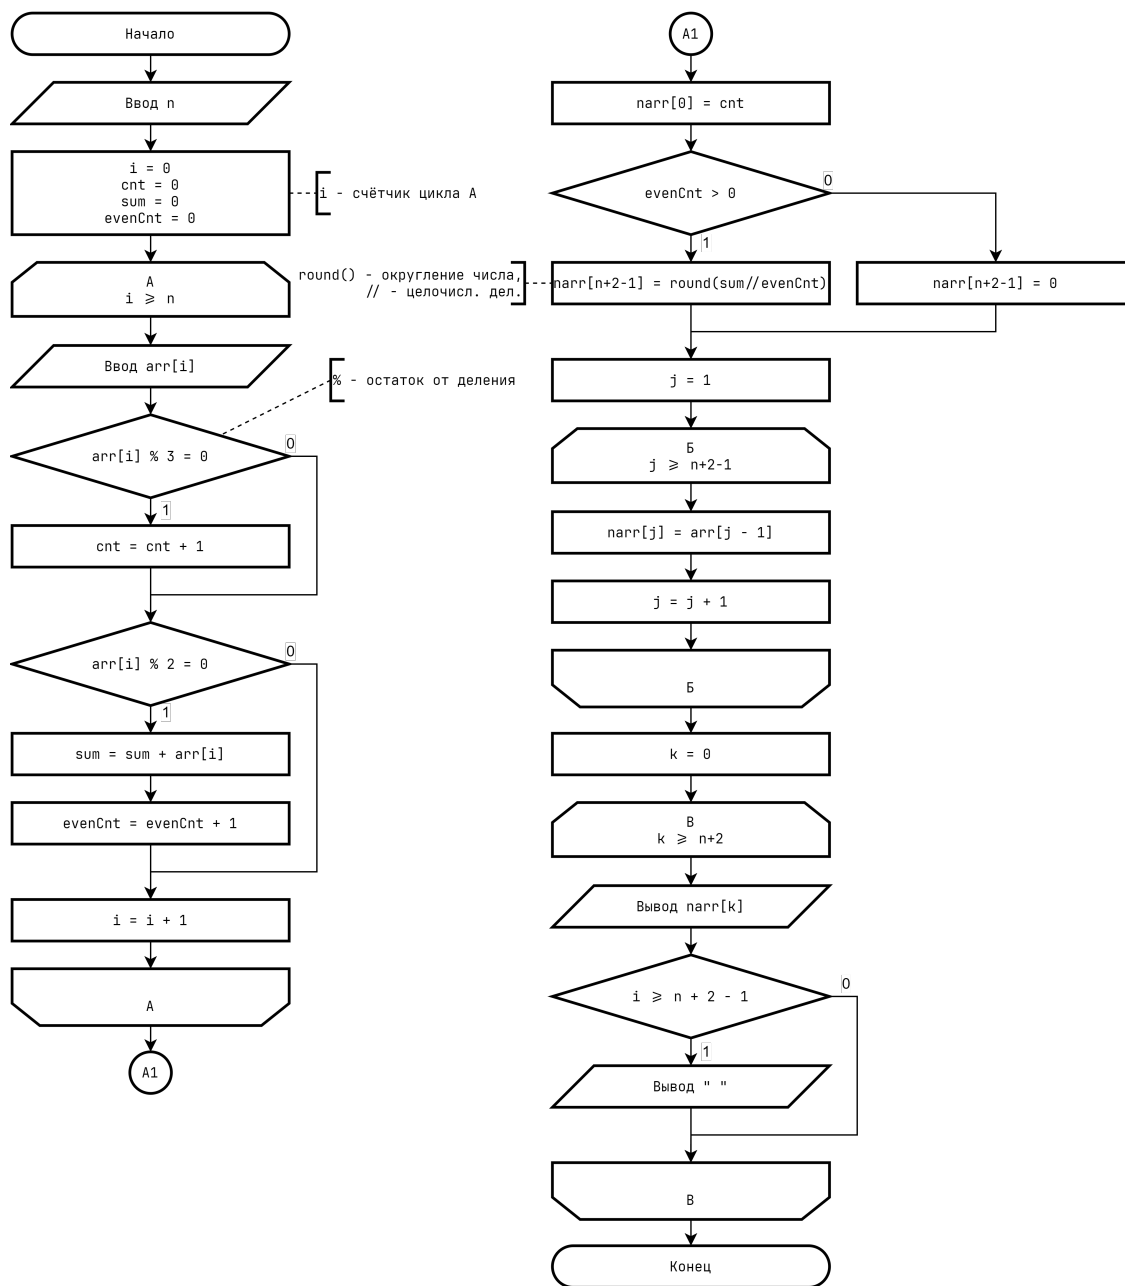 Начало
Ввод n
i = 0
cnt = 0
sum = 0
evenCnt = 0
i - счётчик цикла А
А
i ⩾ n
Ввод arr[i]
% - остаток от деления
arr[i] % 3 = 0
0
1
cnt = cnt + 1
arr[i] % 2 = 0
0
1
sum = sum + arr[i]
evenCnt = evenCnt + 1
i = i + 1
А
А1
А1
narr[0] = cnt
evenCnt > 0
0
1
round() - округление числа,
// - целочисл. дел.
narr[n+2-1] = round(sum//evenCnt)
narr[n+2-1] = 0
j = 1
Б
j ⩾ n+2-1
narr[j] = arr[j - 1]
j = j + 1
Б
k = 0
В
k ⩾ n+2
Вывод narr[k]
i ⩾ n + 2 - 1
0
1
Вывод " "
В
Конец